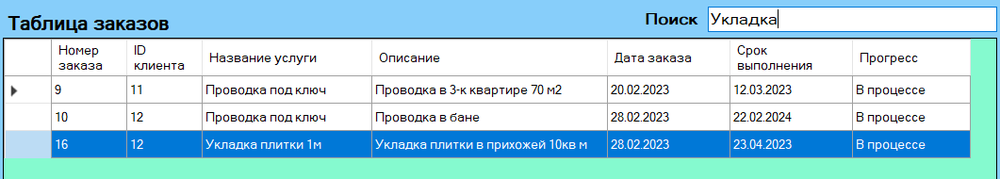 Таблица заказов
Поиск Укладка
Номер заказа ID клиента Название услуги Описание Дата заказа Срок выполнения Прогресс
9 11 Проводка под ключ Проводка в 3-к квартире 70 м2 20.02.2023 12.03.2023 В процессе
10 12 Проводка под ключ Проводка в бане 28.02.2023 22.02.2024 В процессе
16 12 Укладка плитки 1м Укладка плитки в прихожей 10кв м 28.02.2023 23.04.2023 В процессе